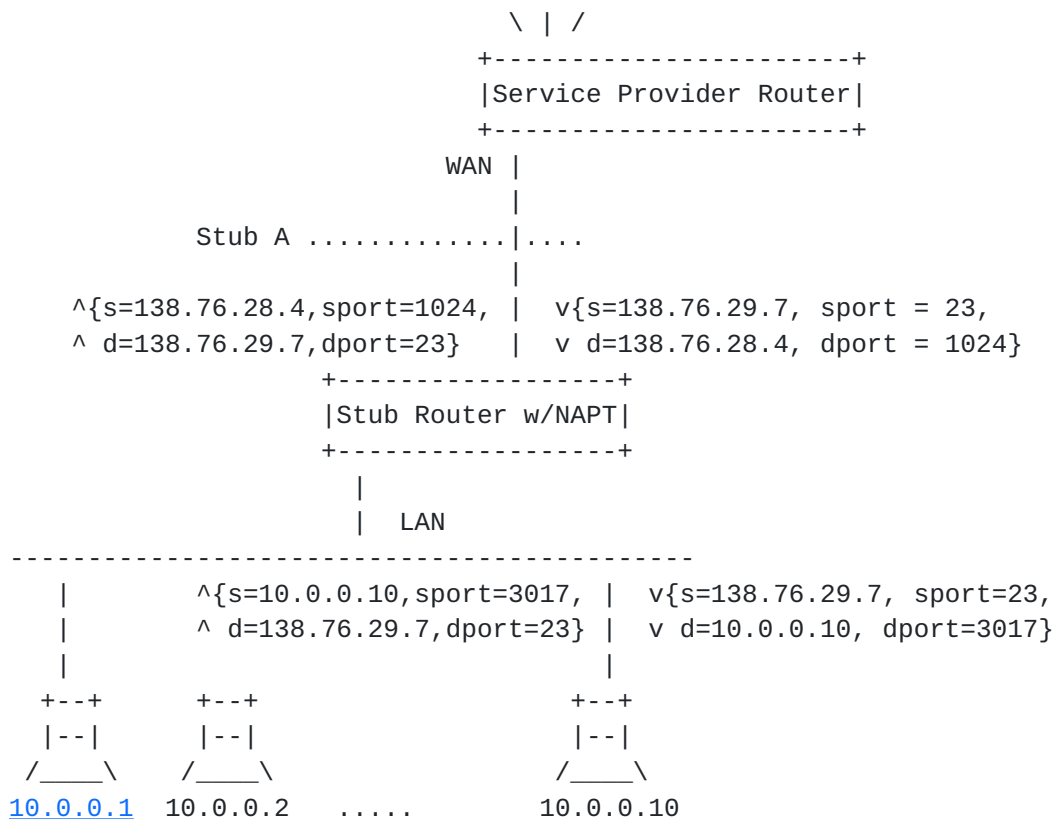 \ | /
+-----------------------+
|Service Provider Router|
+-----------------------+
WAN |
|
Stub A .............|....
|
^{s=138.76.28.4,sport=1024, | v{s=138.76.29.7, sport = 23,
^ d=138.76.29.7,dport=23} | v d=138.76.28.4, dport = 1024}
+------------------+
|Stub Router w/NAPT|
+------------------+
|
| LAN
--------------------------------------------
| ^{s=10.0.0.10,sport=3017, | v{s=138.76.29.7, sport=23,
| ^ d=138.76.29.7,dport=23} | v d=10.0.0.10, dport=3017}
| |
+--+ +--+ +--+
|--| |--| |--|
/____\ /____\ /____\
10.0.0.1 10.0.0.2 ..... 10.0.0.10